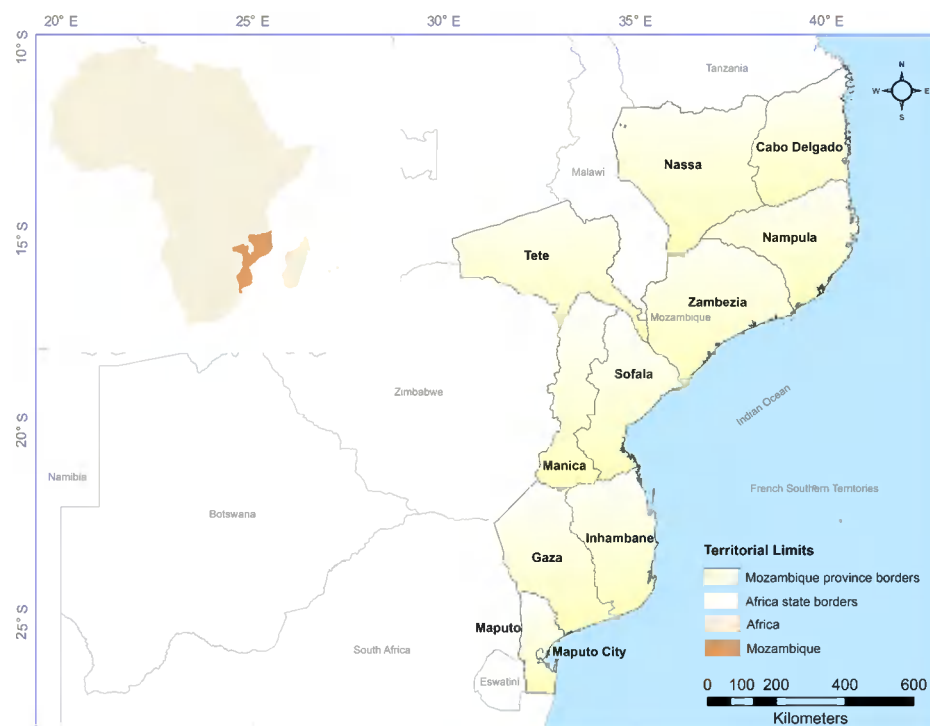 20° E
25° E
30° E
35° E
40° E
10° S
15° S
20° S
25° S
Tanzania
N
W
E
S
Cabo Delgado
Nassa
Malawi
Nampula
Tete
Zambezia
Mozambique
Sofala
Zimbabwe
Indian Ocean
Manica
Namibia
French Southern Territories
Botswana
Inhambane
Gaza
Maputo
South Africa
Maputo City
Eswatini
Territorial Limits
Mozambique province borders
Africa state borders
Africa
Mozambique
0 100 200 400 600
Kilometers